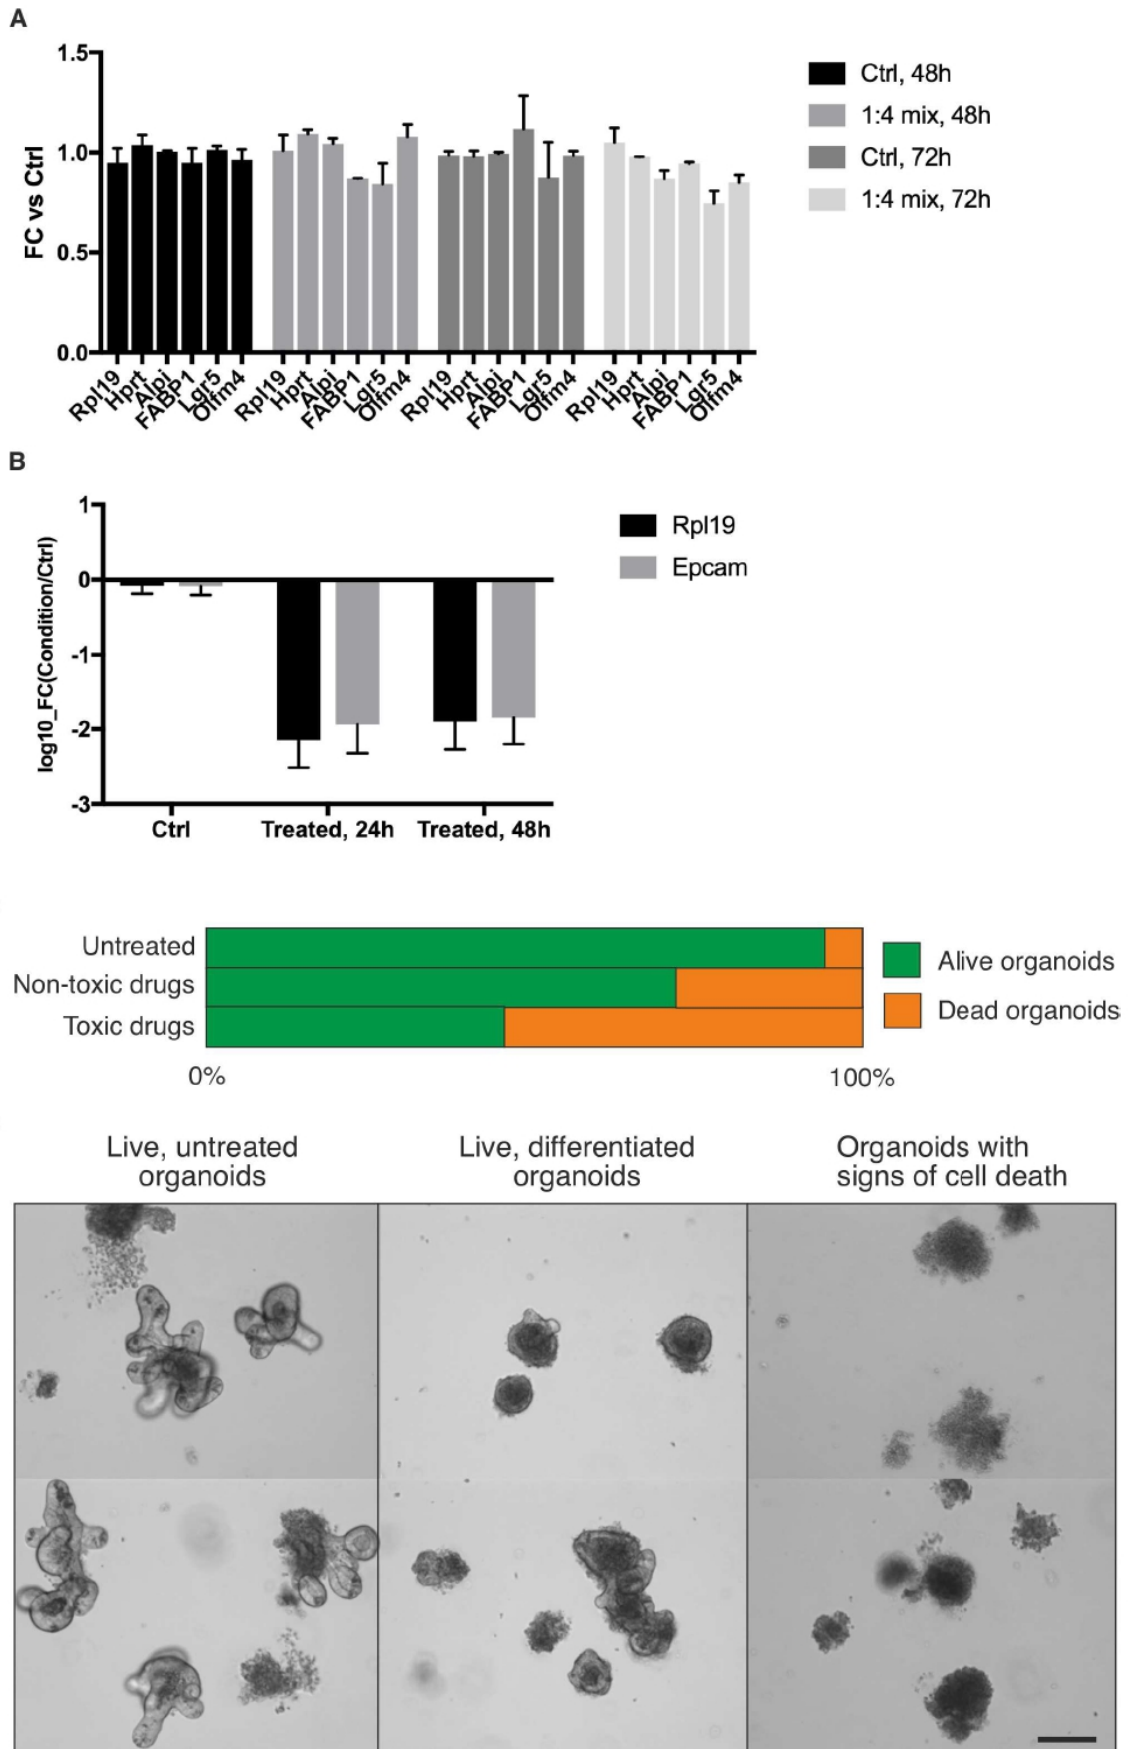 A
1.5
1.0
0.5
0.0
FC vs Ctrl
Rpl19
Hprt
Alpi
FABP1
Lgr5
Olfm4
Rpl19
Hprt
Alpi
FABP1
Lgr5
Olfm4
Rpl19
Hprt
Alpi
FABP1
Lgr5
Olfm4
Rpl19
Hprt
Alpi
FABP1
Lgr5
Olfm4
Ctrl, 48h
1:4 mix, 48h
Ctrl, 72h
1:4 mix, 72h
B
1
0
-1
-2
-3
log10_FC(Condition/Ctrl)
Ctrl
Treated, 24h
Treated, 48h
Rpl19
Epcam
Untreated
Non-toxic drugs
Toxic drugs
0%
100%
Alive organoids
Dead organoids
Live, untreated
organoids
Live, differentiated
organoids
Organoids with
signs of cell death